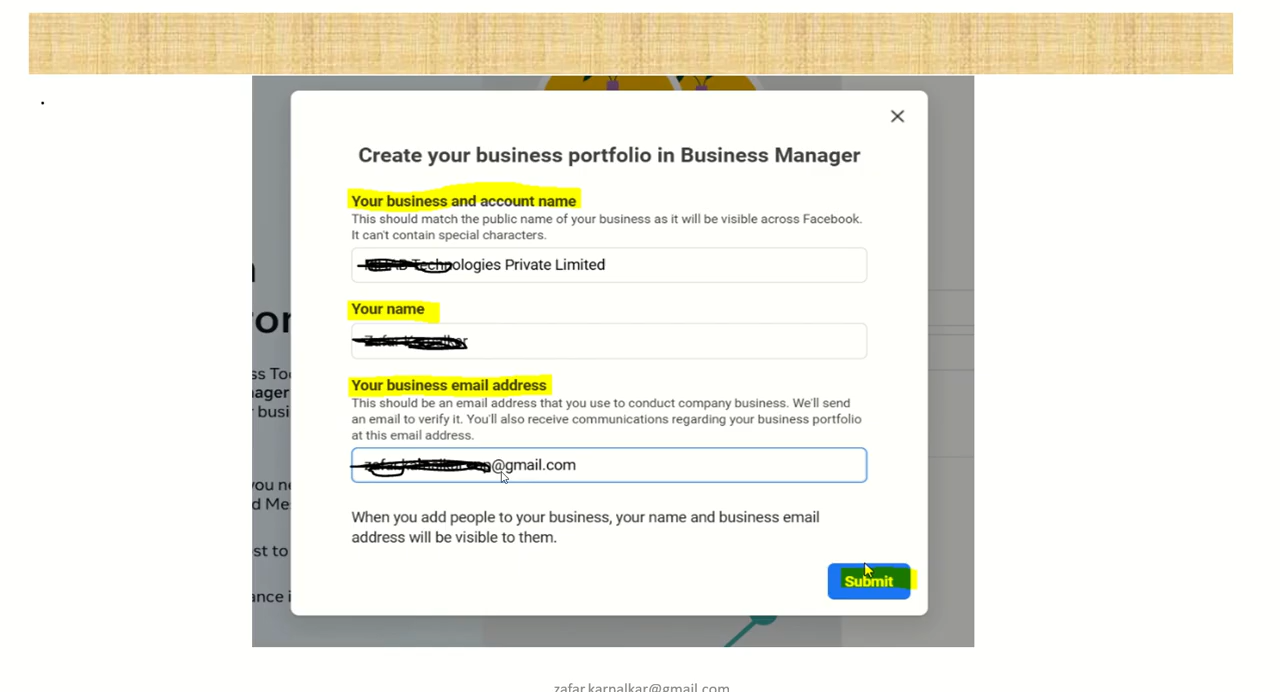 .
Create your business portfolio in Business Manager
Your business and account name
This should match the public name of your business as it will be visible across Facebook.
It can't contain special characters.
Technologies Private Limited
Your name
Your business email address
This should be an email address that you use to conduct company business. We'll send
an email to verify it. You'll also receive communications regarding your business portfolio
at this email address.
@gmail.com
When you add people to your business, your name and business email
address will be visible to them.
Submit
zafar.karpalkar@gmail.com